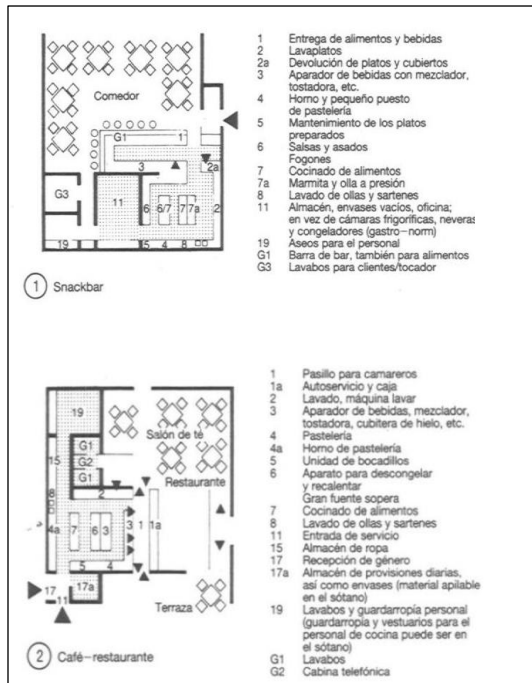 1 Entrega de alimentos y bebidas
2 Lavaplatos
2a Devolución de platos y cubiertos
3 Aparador de bebidas con mezclador,
tostadora, etc.
4 Horno y pequeño puesto
de pastelería
5 Mantenimiento de los platos
preparados
6 Salsas y asados
Fogones
7 Cocinado de alimentos
7a Marmita y olla a presión
8 Lavado de ollas y sartenes
11 Almacén, envases vacíos, oficina;
en vez de cámaras frigoríficas, neveras
y congeladores (gastro-norm)
19 Aseos para el personal
G1 Barra de bar, también para alimentos
G3 Lavabos para clientes/tocador
Comedor
G1 1
3 2a
G3
11
6 6/7 7 7a 2
19 5 4 8
1 Snackbar
1 Pasillo para camareros
1a Autoservicio y caja
2 Lavado, máquina lavar
3 Aparador de bebidas, mezclador,
tostadora, cubitera de hielo, etc.
4 Pastelería
4a Horno de pastelería
5 Unidad de bocadillos
6 Aparato para descongelar
y recalentar
Gran fuente sopera
7 Cocinado de alimentos
8 Lavado de ollas y sartenes
11 Entrada de servicio
15 Almacén de ropa
17 Recepción de género
17a Almacén de provisiones diarias,
así como envases (material apilable
en el sótano)
19 Lavabos y guardarropía personal
(guardarropía y vestuarios para el
personal de cocina puede ser en
el sótano)
G1 Lavabos
G2 Cabina telefónica
19
Salón de té
G1
15 G2
G1
Restaurante
8 2
4a 7 6 3 3 1 1a
5 4
17 17a
11
Terraza
2 Café-restaurante